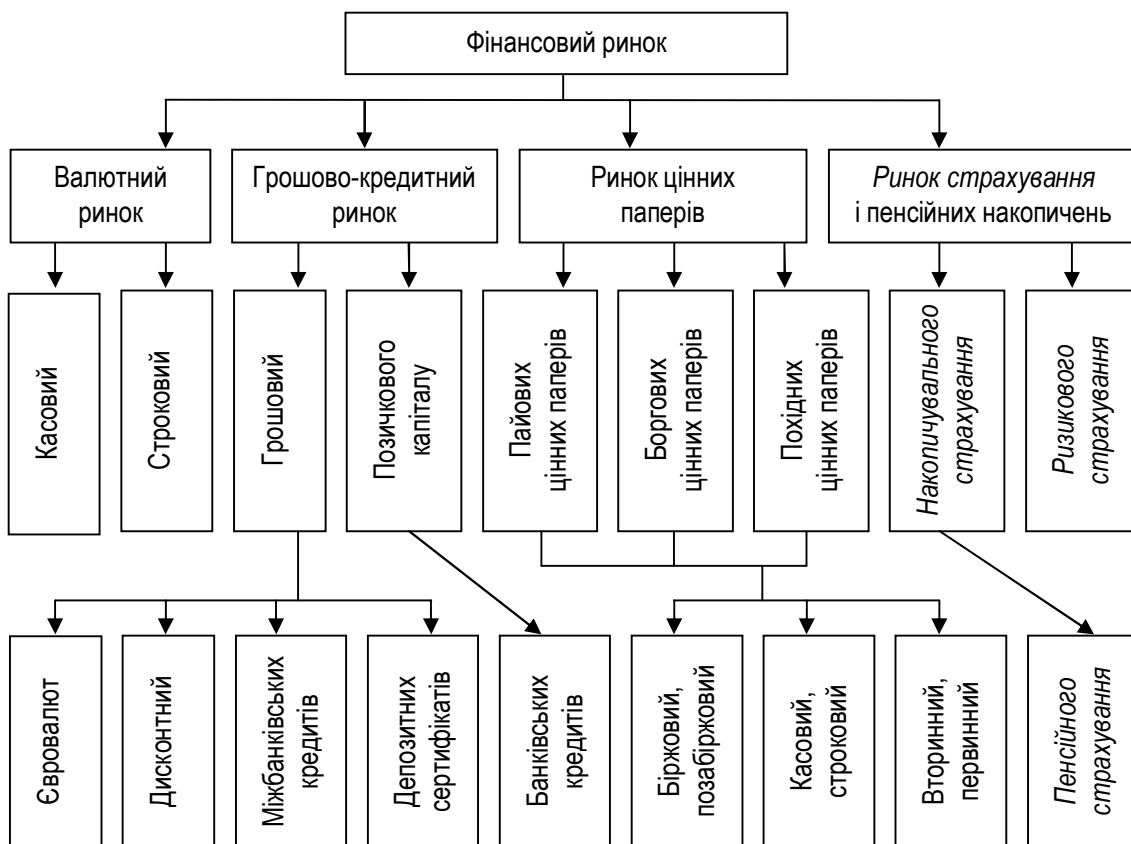 Фінансовий ринок
Валютний
ринок
Грошово-кредитний
ринок
Ринок цінних
паперів
Ринок страхування
і пенсійних накопичень
Касовий
Строковий
Грошовий
Позичкового
капіталу
Пайових
цінних паперів
Боргових
цінних паперів
Похідних
цінних паперів
Накопичувального
страхування
Ризикового
страхування
Євровалют
Дисконтний
Міжбанківських
кредитів
Депозитних
сертифікатів
Банківських
кредитів
Біржовий,
позабіржовий
Касовий,
строковий
Вторинний,
первинний
Пенсійного
страхування